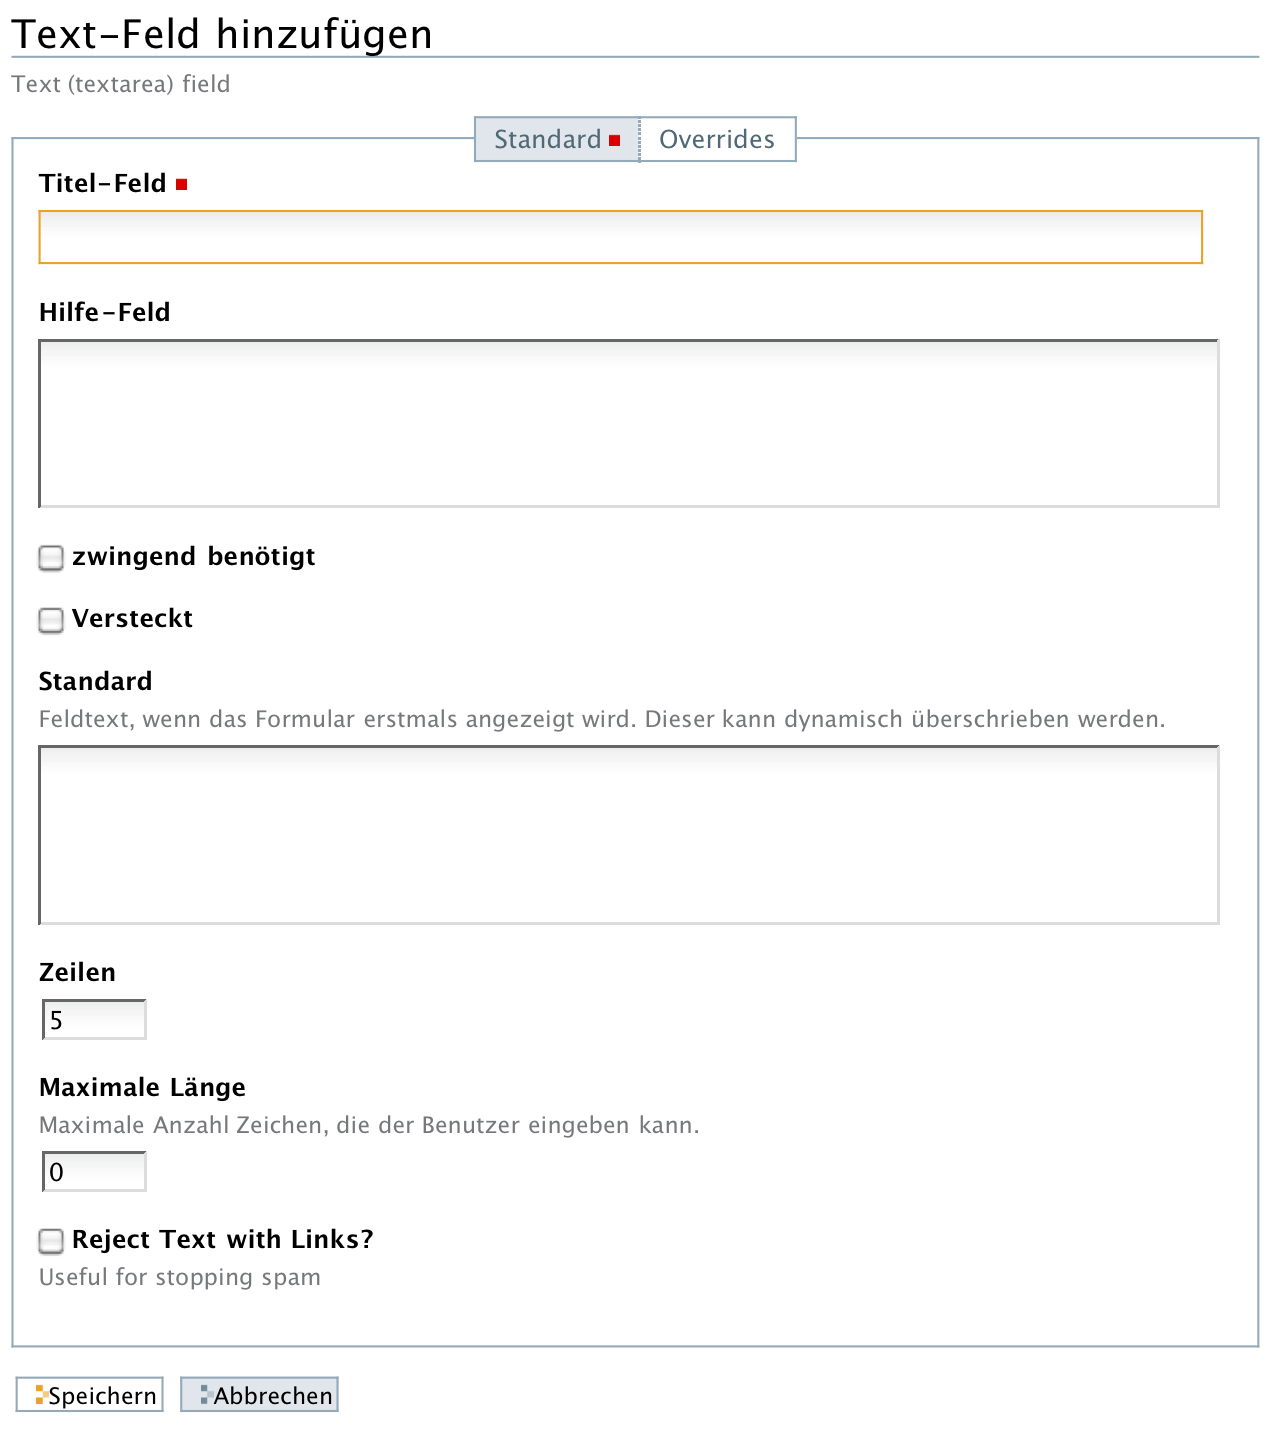 Text-Feld hinzufügen
Text (textarea) field
Standard Overrides
Titel-Feld
Hilfe-Feld
zwingend benötigt
Versteckt
Standard
Feldtext, wenn das Formular erstmals angezeigt wird. Dieser kann dynamisch überschrieben werden.
Zeilen
5
Maximale Länge
Maximale Anzahl Zeichen, die der Benutzer eingeben kann.
0
Reject Text with Links?
Useful for stopping spam
Speichern Abbrechen